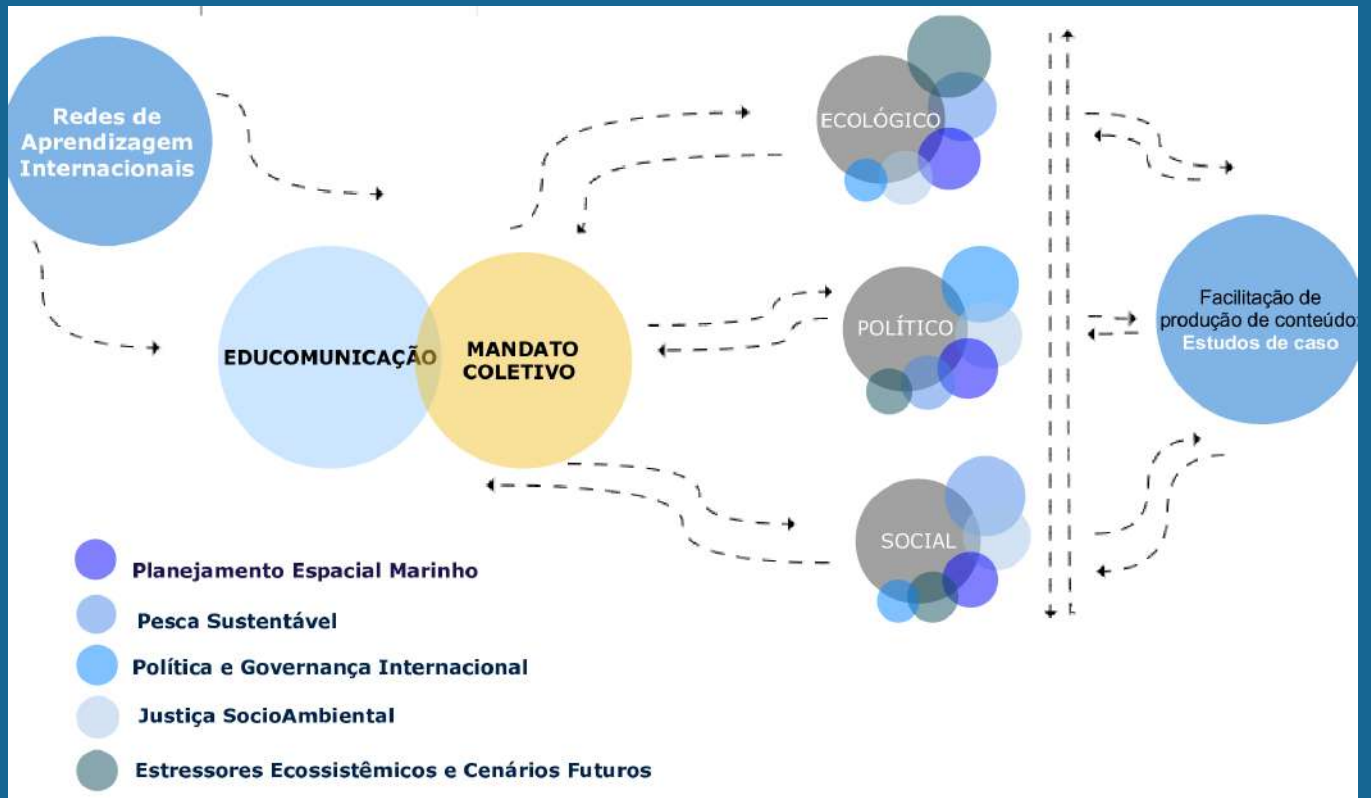 Redes de
Aprendizagem
Internacionais
ECOLÓGICO
EDUCOMUNICAÇÃO
MANDATO
COLETIVO
POLÍTICO
Facilitação de
produção de conteúdo:
Estudos de caso
SOCIAL
Planejamento Espacial Marinho
Pesca Sustentável
Política e Governança Internacional
Justiça SocioAmbiental
Estressores Ecossistêmicos e Cenários Futuros